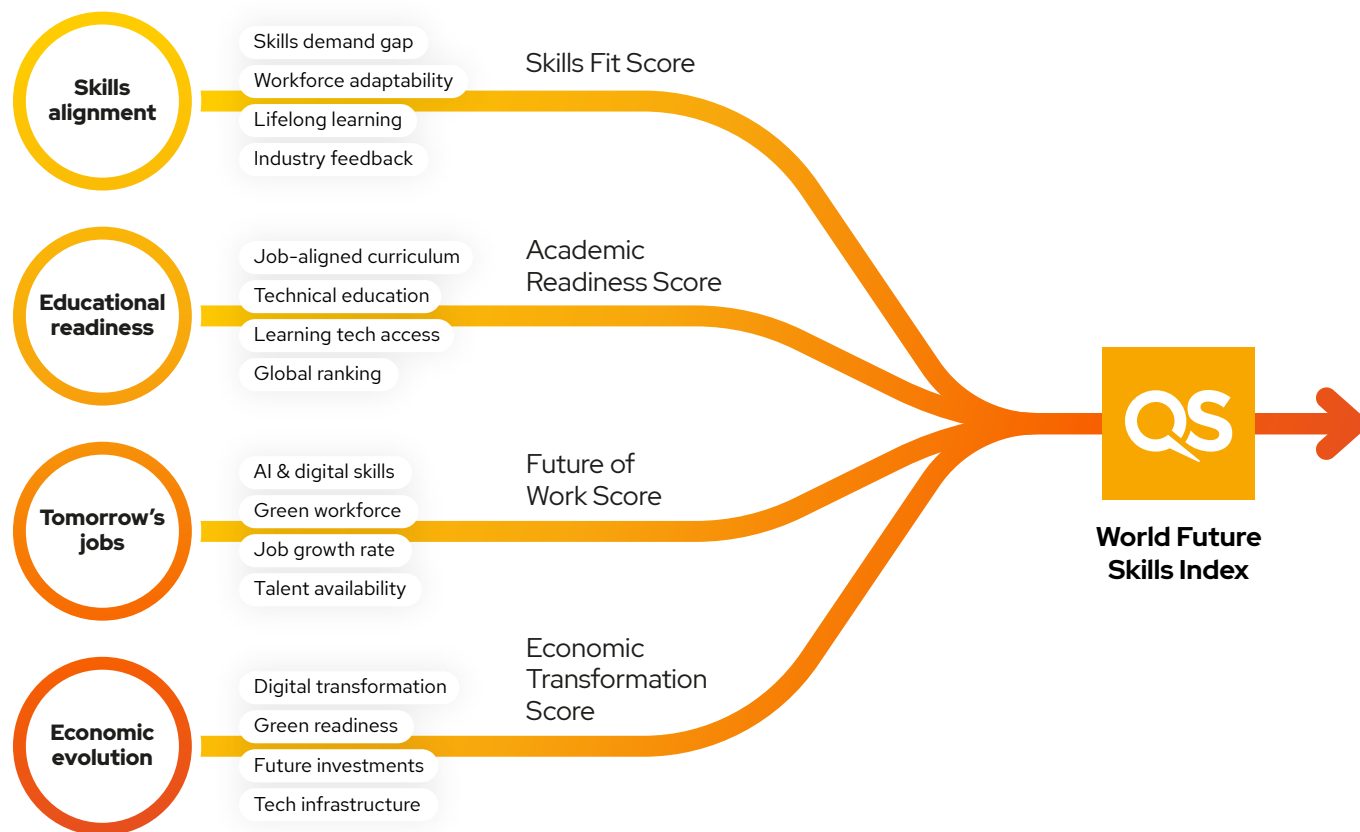 Skills
alignment
Skills demand gap
Workforce adaptability
Lifelong learning
Industry feedback
Skills Fit Score
Educational
readiness
Job-aligned curriculum
Technical education
Learning tech access
Global ranking
Academic
Readiness Score
Tomorrow’s
jobs
AI & digital skills
Green workforce
Job growth rate
Talent availability
Future of
Work Score
Economic
evolution
Digital transformation
Green readiness
Future investments
Tech infrastructure
Economic
Transformation
Score
QS
World Future
Skills Index